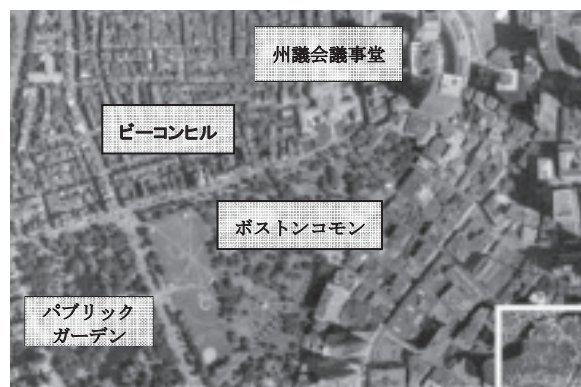 州議会議事堂
ビーコンヒル
ボストンコモン
パブリック
ガーデン